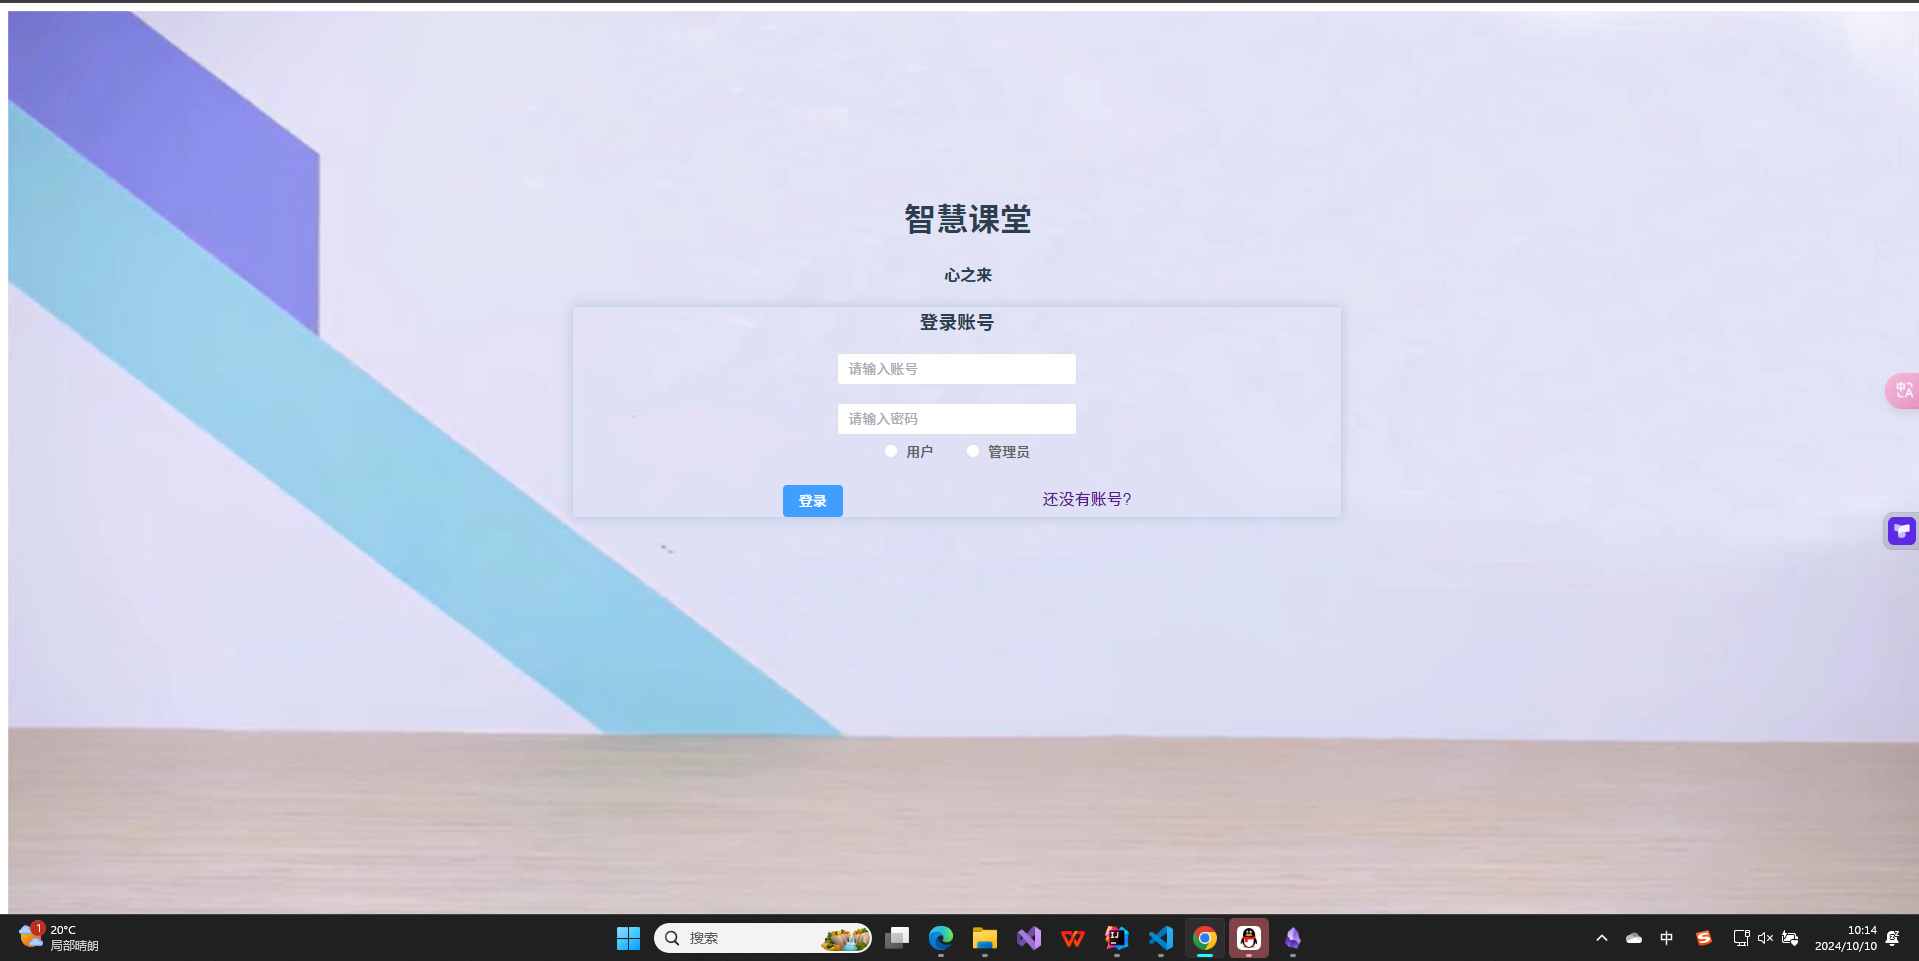 智慧课堂
心之来
登录账号
请输入账号
请输入密码
用户 管理员
登录 还没有账号?
1
20°C
局部晴朗
搜索
中
10:14
2024/10/10